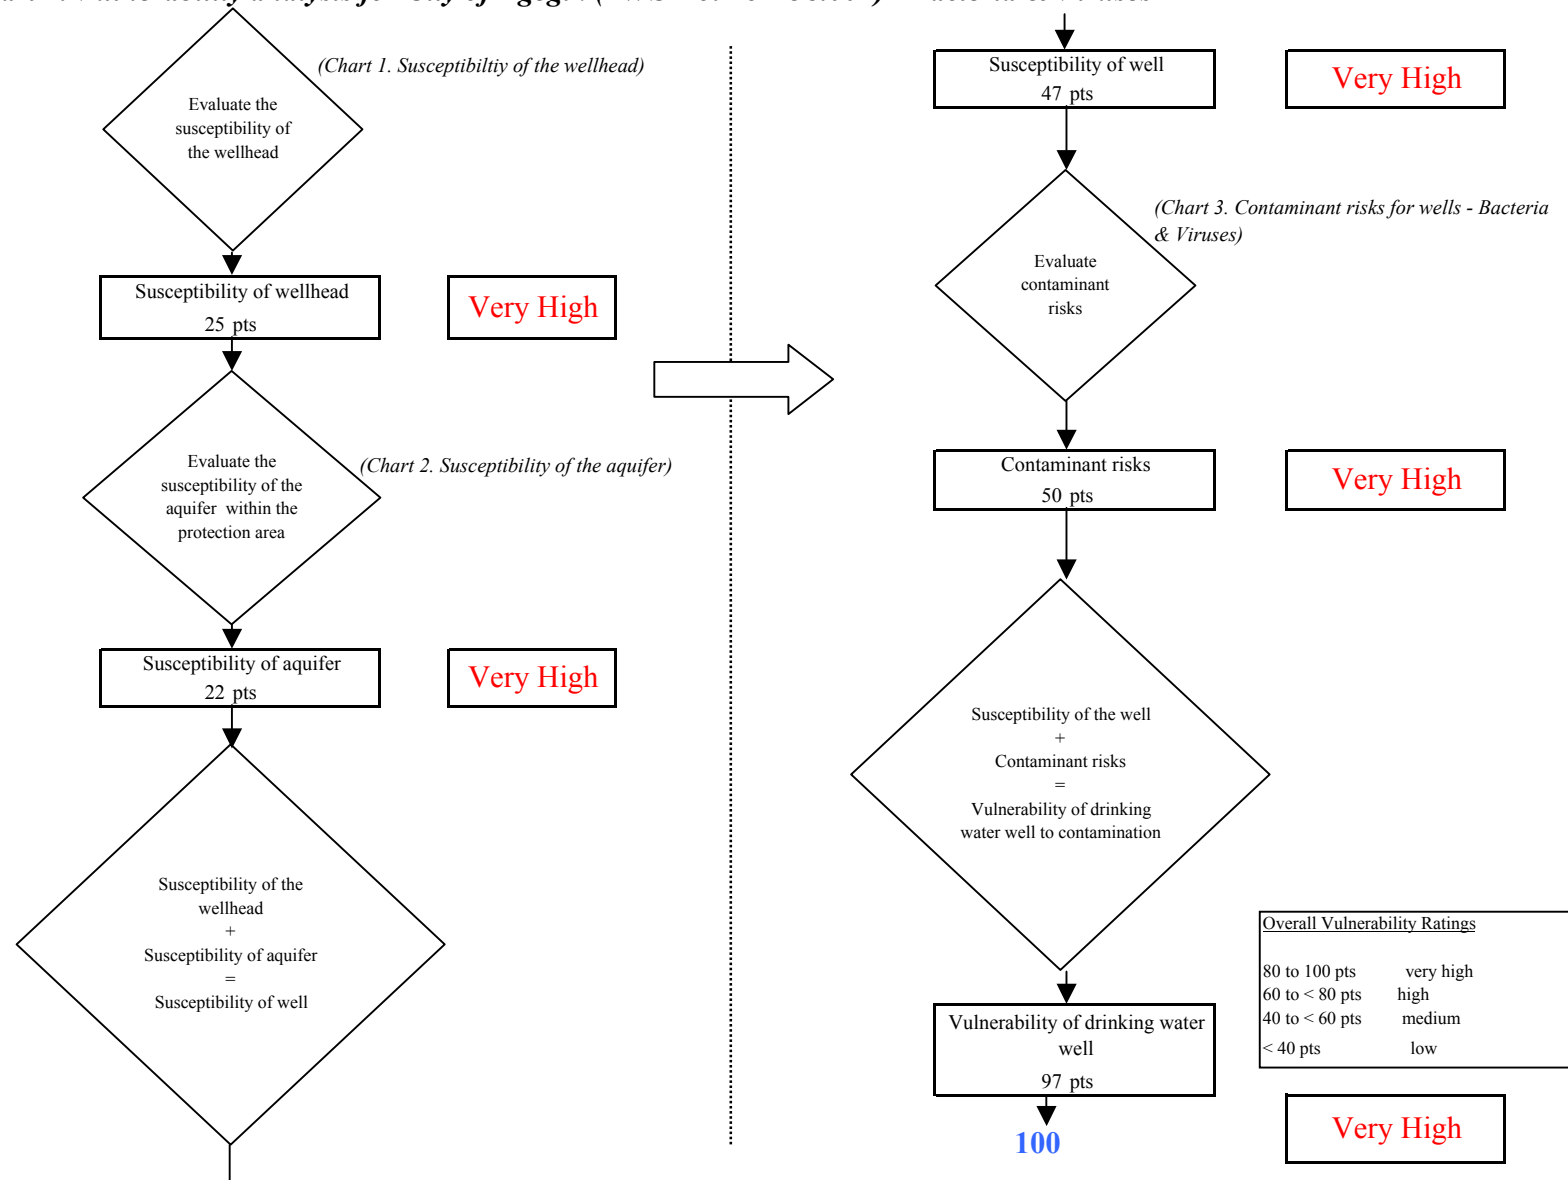 (Chart 1. Susceptibiltiy of the wellhead)
Evaluate the
susceptibility of
the wellhead
Susceptibility of wellhead
25 pts
Very High
Evaluate the
susceptibility of the
aquifer within the
protection area
(Chart 2. Susceptibility of the aquifer)
Susceptibility of aquifer
22 pts
Very High
Susceptibility of the
wellhead
+
Susceptibility of aquifer
=
Susceptibility of well
Susceptibility of well
47 pts
Very High
(Chart 3. Contaminant risks for wells - Bacteria
& Viruses)
Evaluate
contaminant
risks
Contaminant risks
50 pts
Very High
Susceptibility of the well
+
Contaminant risks
=
Vulnerability of drinking
water well to contamination
Overall Vulnerability Ratings
80 to 100 pts very high
60 to < 80 pts high
40 to < 60 pts medium
< 40 pts low
Vulnerability of drinking water
well
97 pts
100
Very High